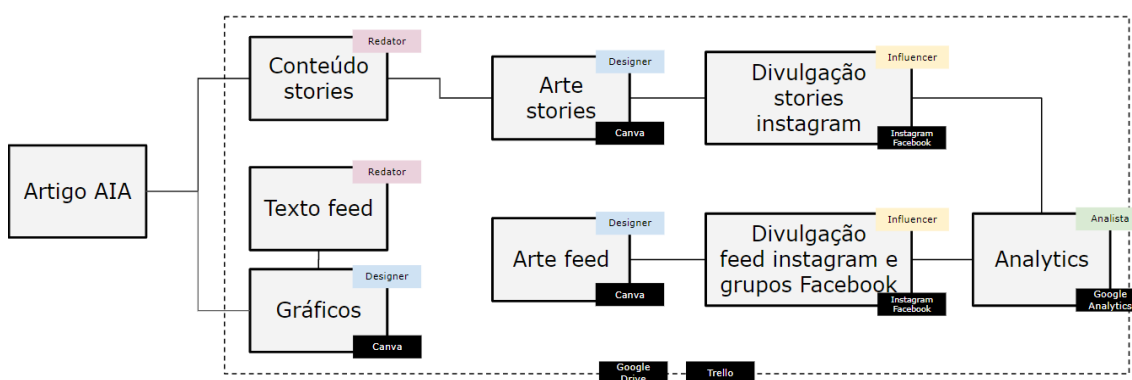 Redator
Conteúdo
stories
Designer
Arte
stories
Canva
Influencer
Divulgação
stories
instagram
Instagram
Facebook
Artigo AIA
Redator
Texto feed
Designer
Gráficos
Canva
Designer
Arte feed
Canva
Influencer
Divulgação
feed instagram e
grupos Facebook
Instagram
Facebook
Analista
Analytics
Google
Analytics
Google
Drive
Trello